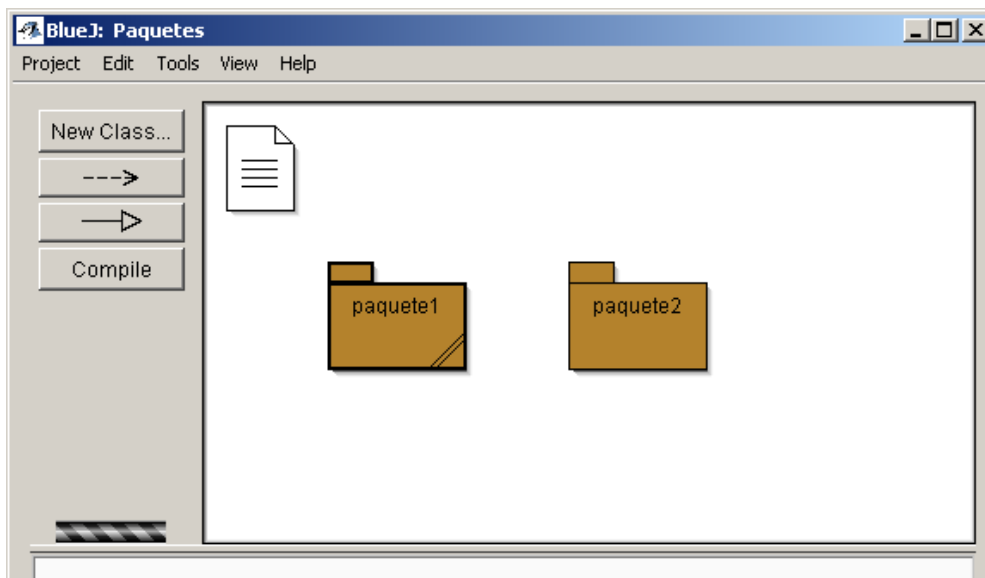 BlueJ: Paquetes
Project Edit Tools View Help
New Class...
Compile
paquete1
paquete2